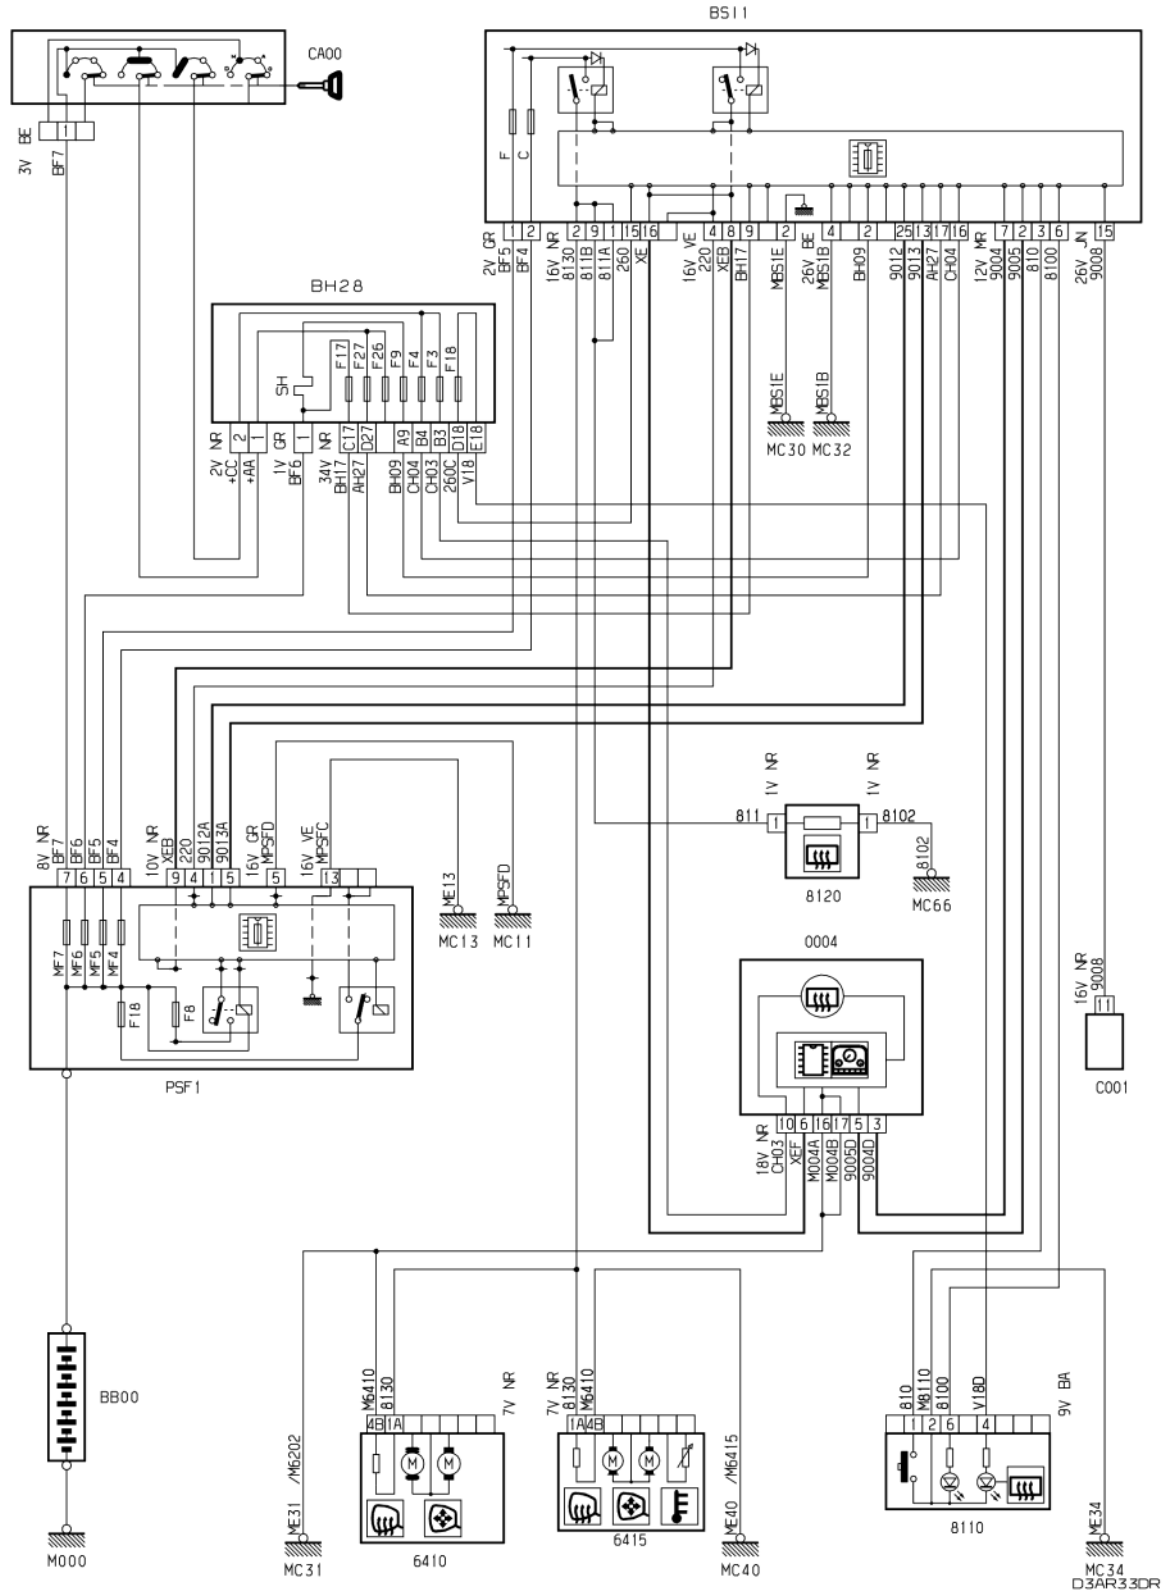 BSI1
CA00
3V BE
1
BF7
F
C
2V GR
1 2
BF5
BF4
16V NR
2 9 1 15 16
8130
811B
811A
260
XE
16V VE
4 8 9 2
220
XEB
BH17
MBS1E
26V BE
4 2 25 13 17 16
MBS1B
BH09
9012
9013
AH27
CH04
12V MR
7 2 3 6
9004
9005
810
8100
26V JN
15
9008
BH28
SH
F17
F27
F26
F9
F4
F3
F18
2V NR
2 1
+CC
+AA
1V GR
1
BF6
34V NR
C17 D27 A9 B4 B3 D18 E18
BH17
AH27
BH09
CH04
CH03
260C
V18
MBS1E
MBS1B
MC30 MC32
8V NR
BF7
BF6
BF5
BF4
7 6 5 4
10V NR
XEB
220
9012A
9013A
9 4 1 5
16V GR
MPSFD
5
16V VE
MPSFC
13
MF7
MF6
MF5
MF4
F18
F8
PSF1
ME13
MC13
MPSFD
MC11
811
1V NR
1
1V NR
1
8102
8120
8102
MC66
0004
18V NR
10 6 16 17 5 3
CH03
XEF
M004A
M004B
9005D
9004D
16V NR
9008
11
C001
BB00
M000
ME31 /M6202
MC31
M6410
8130
7V NR
4B 1A
M M
6410
7V NR
8130
M6410
1A 4B
M M
6415
ME40 /M6415
MC40
810
M8110
8100
V18D
9V BA
1 2 6 4
8110
ME34
MC34
D3AR33DR